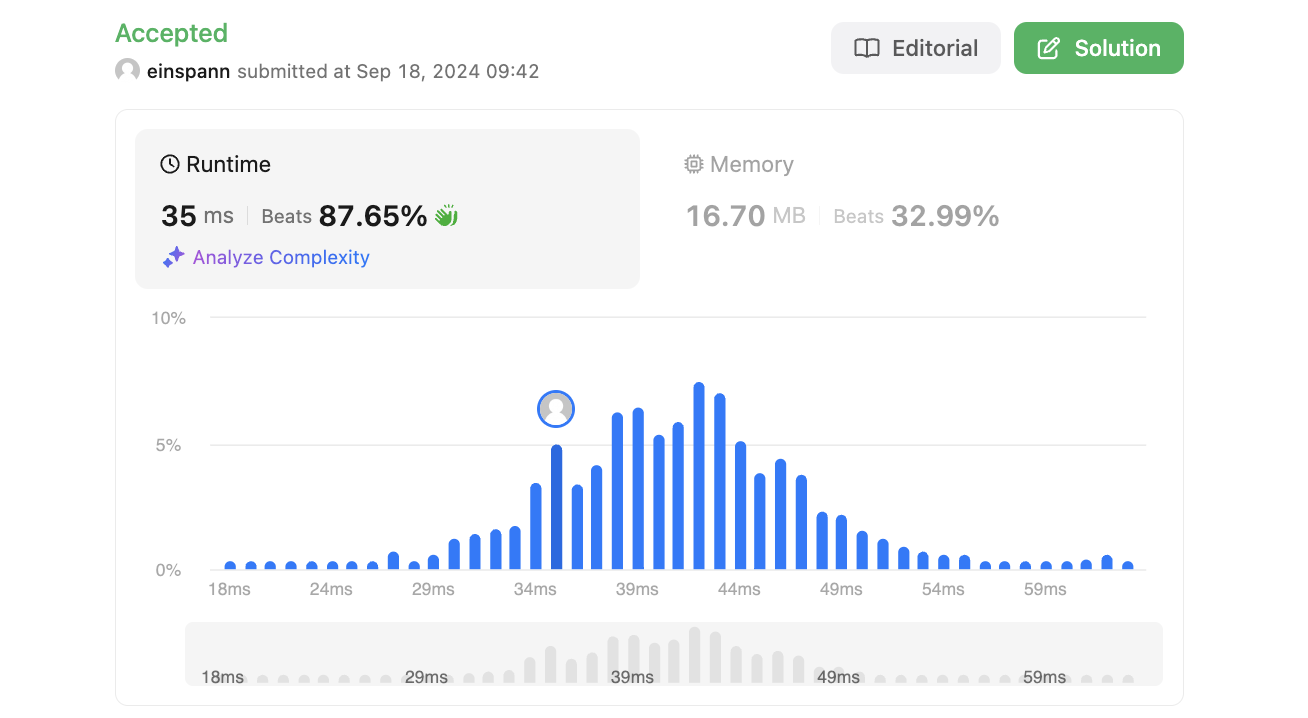 Accepted
einspann submitted at Sep 18, 2024 09:42
Editorial
Solution
Runtime
35 ms Beats 87.65%
Analyze Complexity
Memory
16.70 MB Beats 32.99%
10%
5%
0%
18ms 24ms 29ms 34ms 39ms 44ms 49ms 54ms 59ms
18ms 29ms 39ms 49ms 59ms